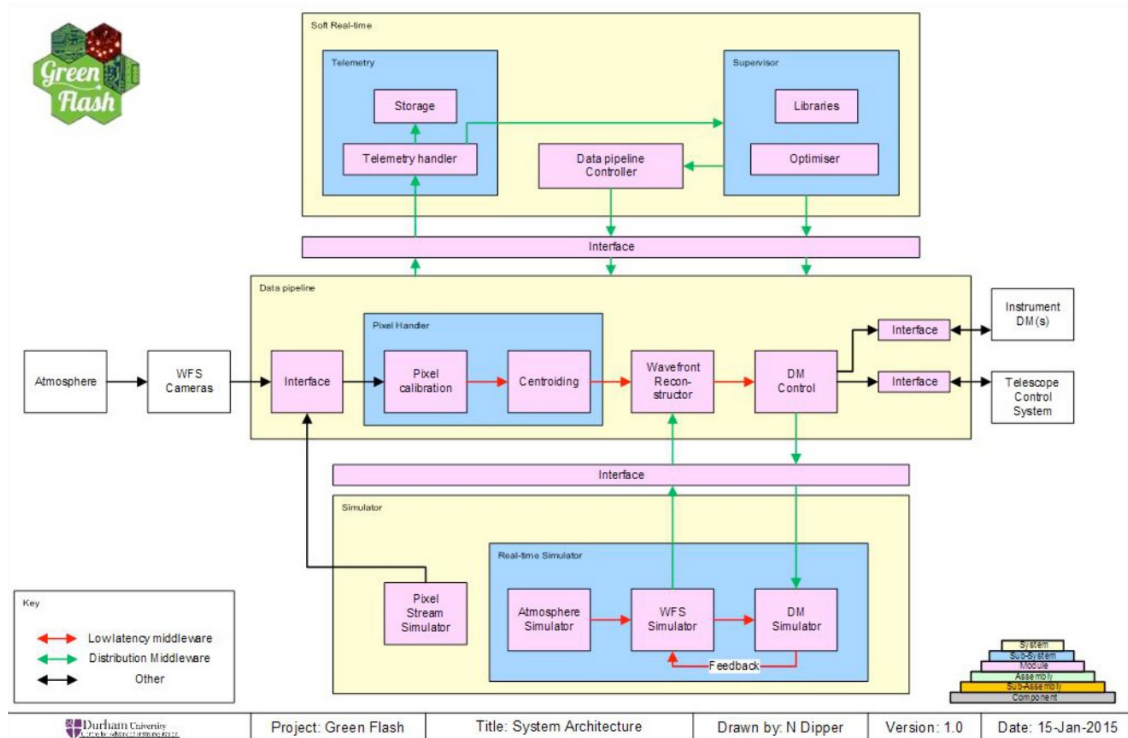 Green
Flash
Soft Real-time
Telemetry
Supervisor
Storage
Libraries
Telemetry handler
Data pipeline
Controller
Optimiser
Interface
Data pipeline
Pixel Handler
Instrument
DM(s)
Interface
Atmosphere
WFS
Cameras
Interface
Pixel
calibration
Centroiding
Wavefront
Recon-
structor
DM
Control
Interface
Telescope
Control
System
Interface
Simulator
Real-time Simulator
Pixel
Stream
Simulator
Atmosphere
Simulator
WFS
Simulator
DM
Simulator
Feedback
Key
Low latency middleware
Distribution Middleware
Other
System
Sub-System
Module
Assembly
Sub-Assembly
Component
Durham University
Project: Green Flash
Title: System Architecture
Drawn by: N Dipper
Version: 1.0
Date: 15-Jan-2015